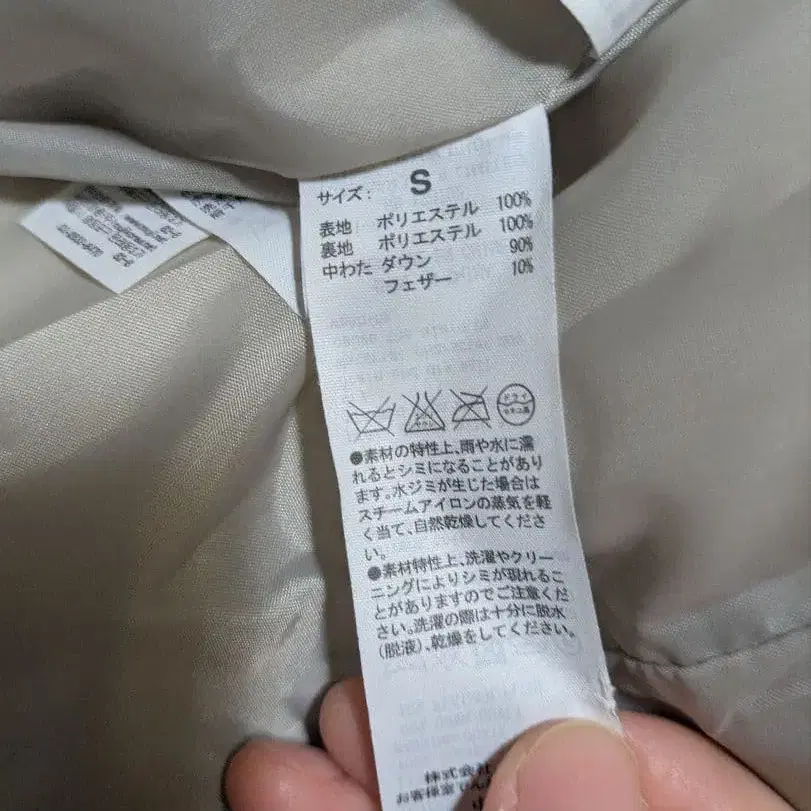 サイズ: S
表地 ポリエステル 100%
裏地 ポリエステル 100%
中わた ダウン 90%
フェザー 10%
ドライ
●素材の特性上、雨や水に濡
れるとシミになることがあり
ます。水ジミが生じた場合は
スチームアイロンの蒸気を軽
く当て、自然乾燥してくださ
い。
●素材特性上、洗濯やクリー
ニングによりシミが現れるこ
とがありますのでご注意くだ
さい。洗濯の際は十分に脱水
(脱液)、乾燥をしてください。
株式会社
お客様室